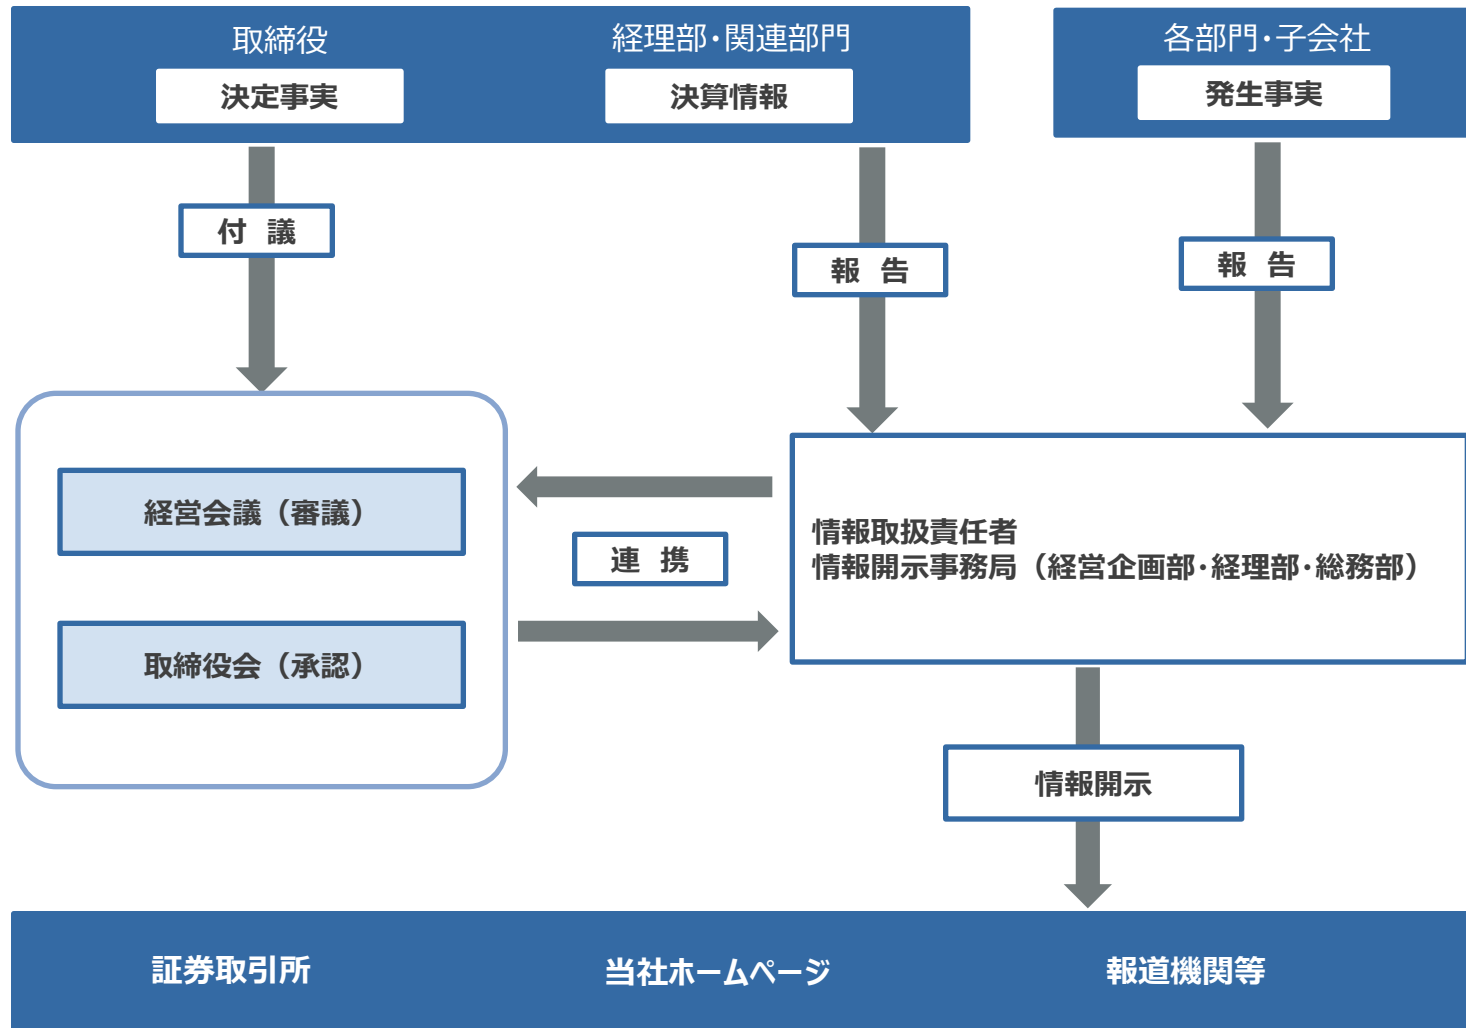 取締役
経理部・関連部門
各部門・子会社
決定事実
決算情報
発生事実
付 議
報 告
報 告
経営会議（審議）
連 携
取締役会（承認）
情報取扱責任者
情報開示事務局（経営企画部・経理部・総務部）
情報開示
証券取引所
当社ホームページ
報道機関等